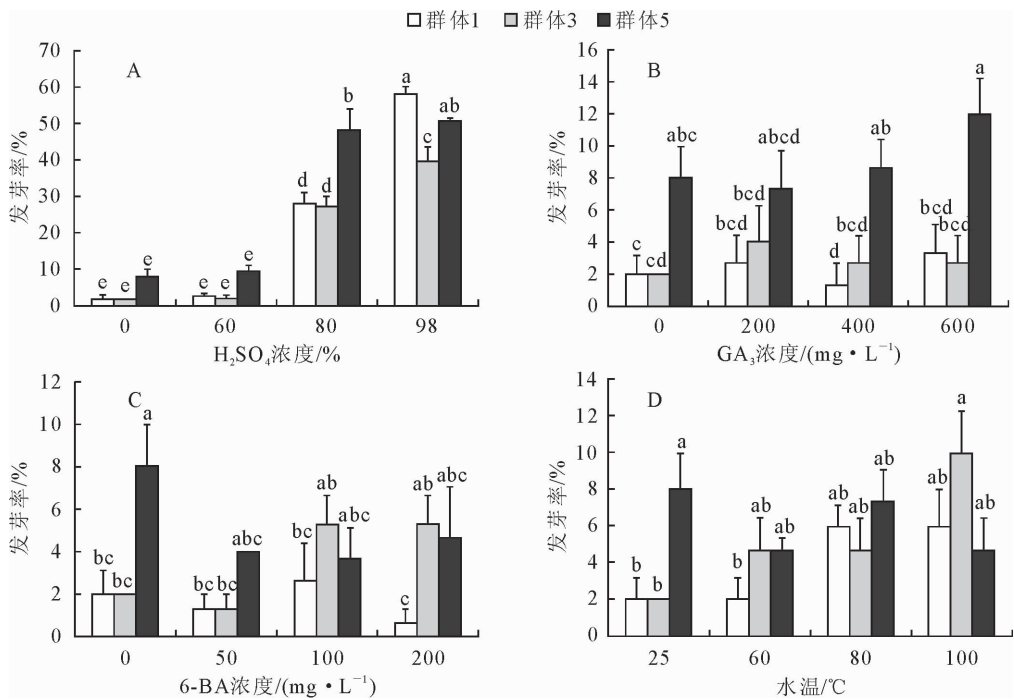 群体1 群体3 群体5
A
发芽率/%
70
60
50
40
30
20
10
0
e e e
e e e
d d b
a c ab
0 60 80 98
H₂SO₄浓度/%
B
发芽率/%
16
14
12
10
8
6
4
2
0
c cd abc
bcd bcd abcd
d bcd ab
bcd bcd a
0 200 400 600
GA₃浓度/(mg·L⁻¹)
C
发芽率/%
12
10
8
6
4
2
0
bc bc a
bc bc abc
bc ab abc
c ab abc
0 50 100 200
6-BA浓度/(mg·L⁻¹)
D
发芽率/%
14
12
10
8
6
4
2
0
b b a
b ab ab
ab ab ab
ab a ab
25 60 80 100
水温/℃